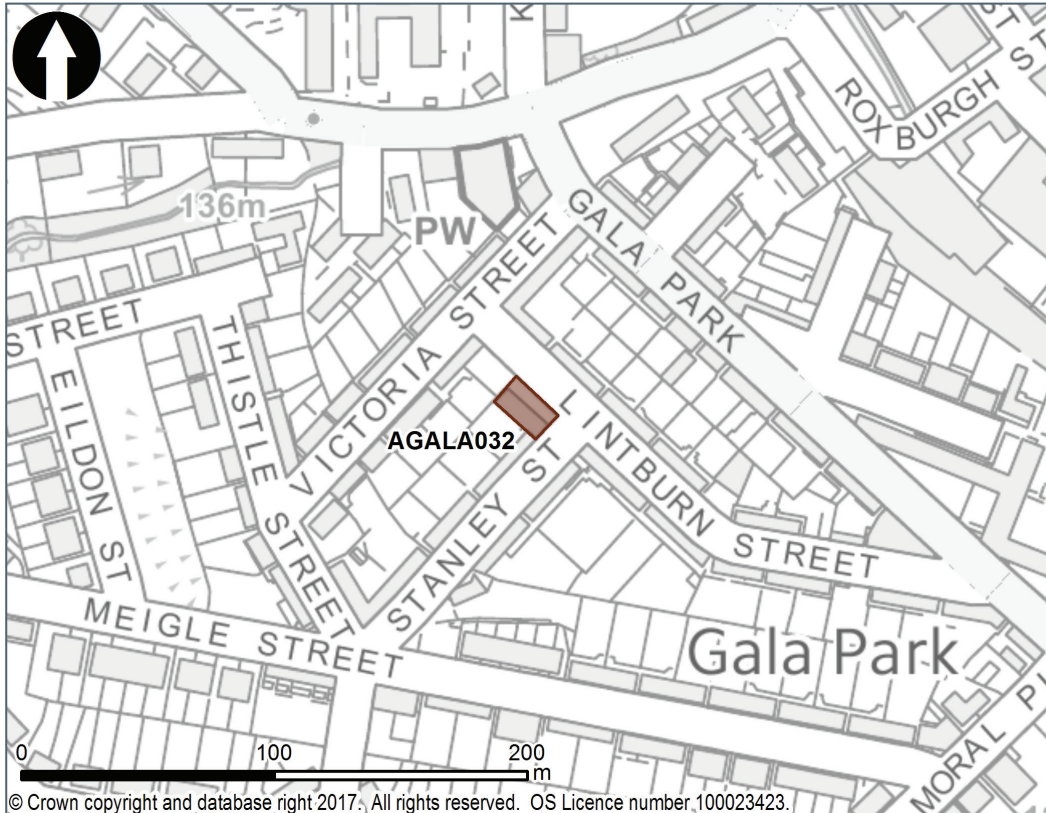 ROXBURGH ST
136m
PW
GALA PARK
VICTORIA STREET
STREET
THISTLE STREET
EILDON ST
AGALA032
LINTBURN STREET
STANLEY ST
MEIGLE STREET
Gala Park
0 100 200
m
© Crown copyright and database right 2017. All rights reserved. OS Licence number 100023423.